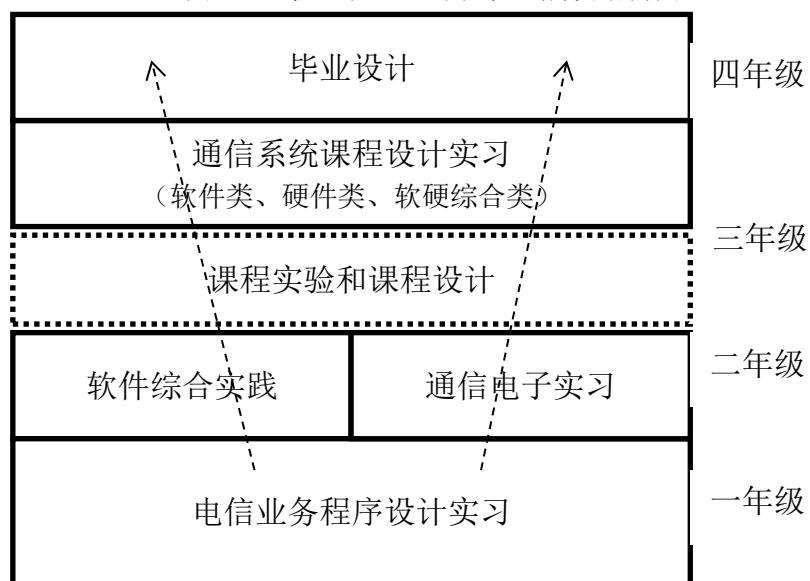 毕业设计
四年级
通信系统课程设计实习
（软件类、硬件类、软硬综合类）
三年级
课程实验和课程设计
软件综合实践
通信电子实习
二年级
电信业务程序设计实习
一年级